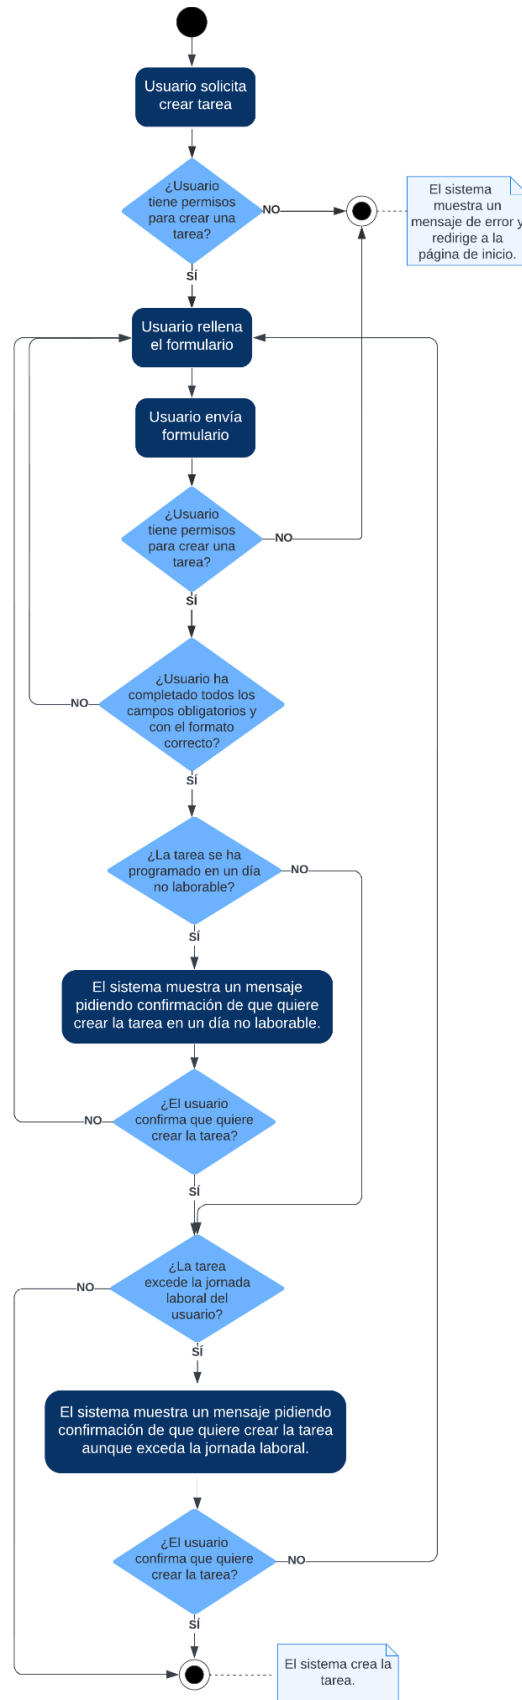 Usuario solicita
crear tarea
¿Usuario
tiene permisos
para crear una
tarea?
NO
El sistema
muestra un
mensaje de error y
redirige a la
página de inicio.
SÍ
Usuario rellena
el formulario
Usuario envía
formulario
¿Usuario
tiene permisos
para crear una
tarea?
NO
SÍ
¿Usuario ha
completado todos los
campos obligatorios y
con el formato
correcto?
NO
SÍ
¿La tarea se ha
programado en un día
no laborable?
NO
SÍ
El sistema muestra un mensaje
pidiendo confirmación de que quiere
crear la tarea en un día no laborable.
¿El usuario
confirma que quiere
crear la tarea?
NO
SÍ
¿La tarea
excede la jornada
laboral del
usuario?
NO
SÍ
El sistema muestra un mensaje pidiendo
confirmación de que quiere crear la tarea
aunque exceda la jornada laboral.
¿El usuario
confirma que quiere
crear la tarea?
NO
SÍ
El sistema crea la
tarea.